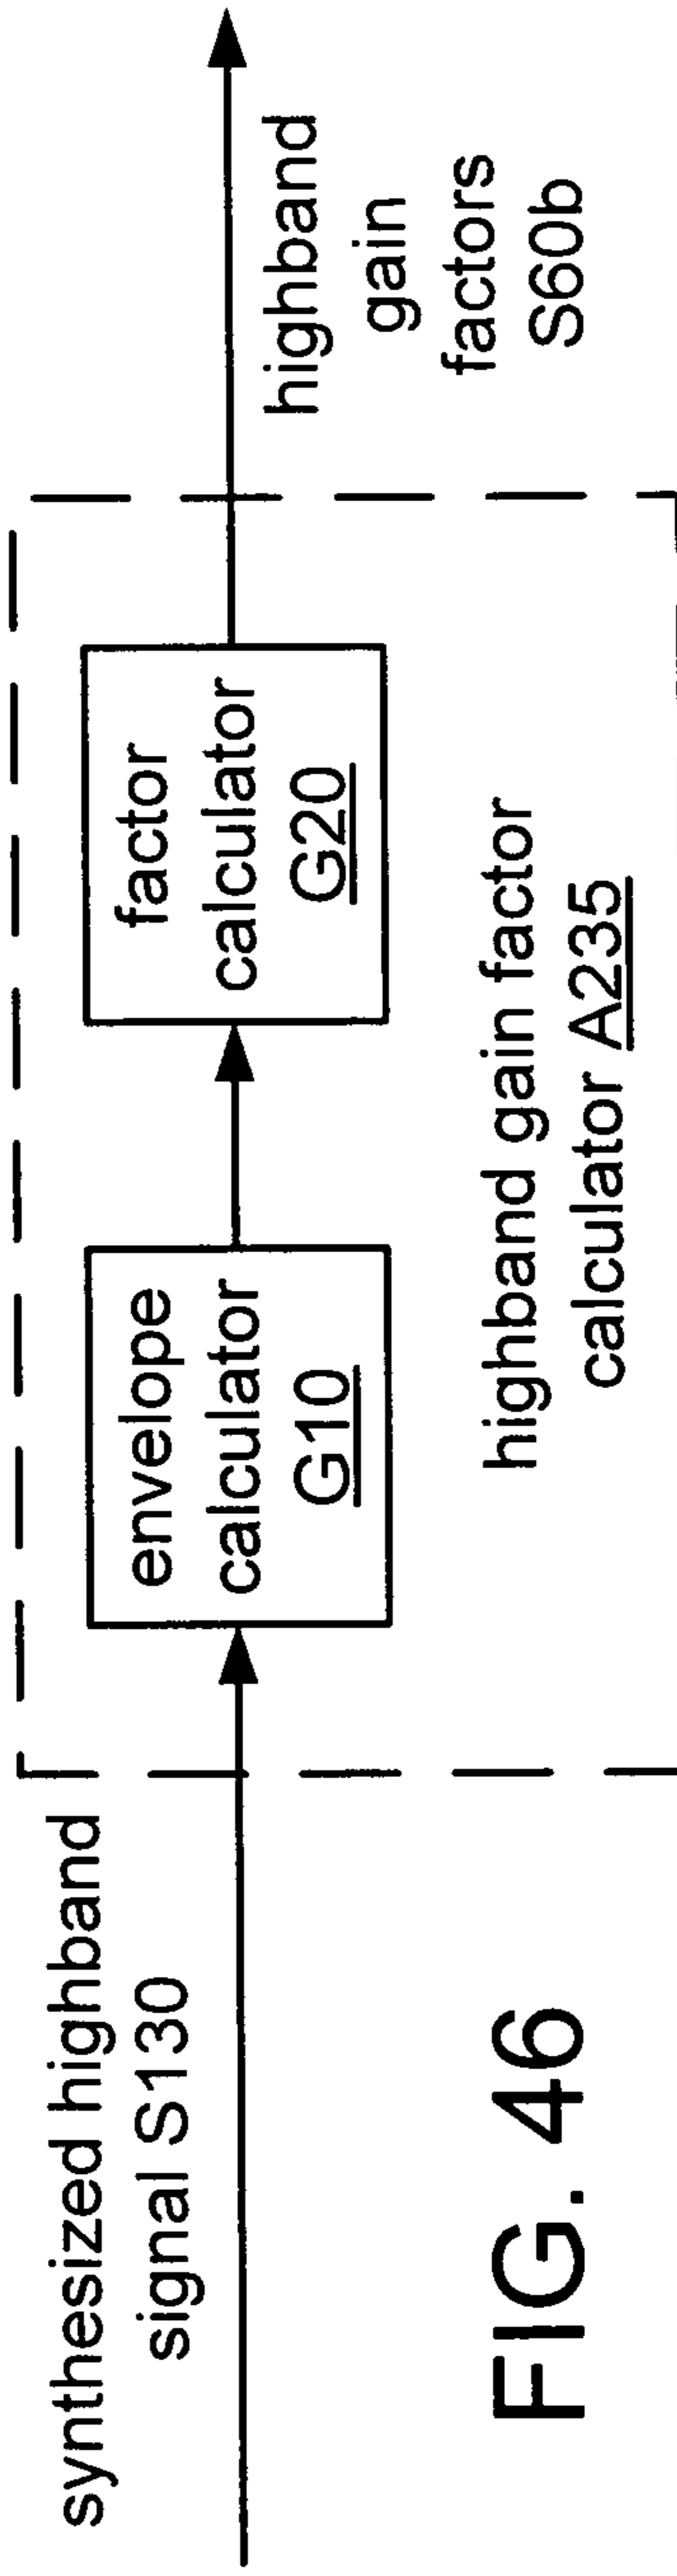 synthesized highband
signal S130
envelope
calculator
G10
factor
calculator
G20
highband
gain
factors
S60b
highband gain factor
calculator A235
FIG. 46